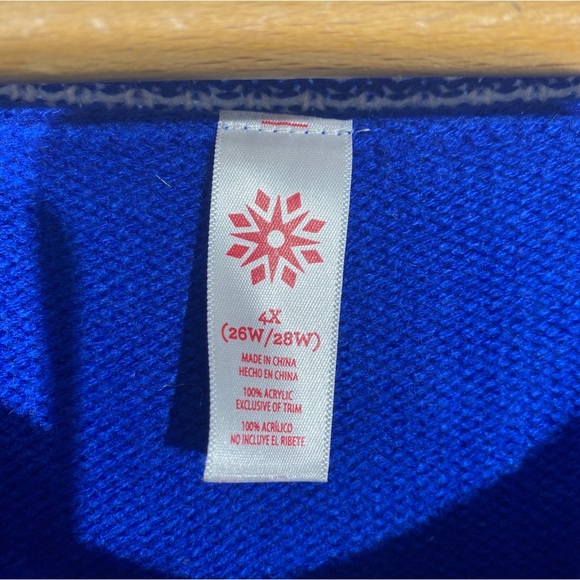 4X
(26W/28W)
MADE IN CHINA
HECHO EN CHINA
100% ACRYLIC
EXCLUSIVE OF TRIM
100% ACRÍLICO
NO INCLUYE EL RIBETE